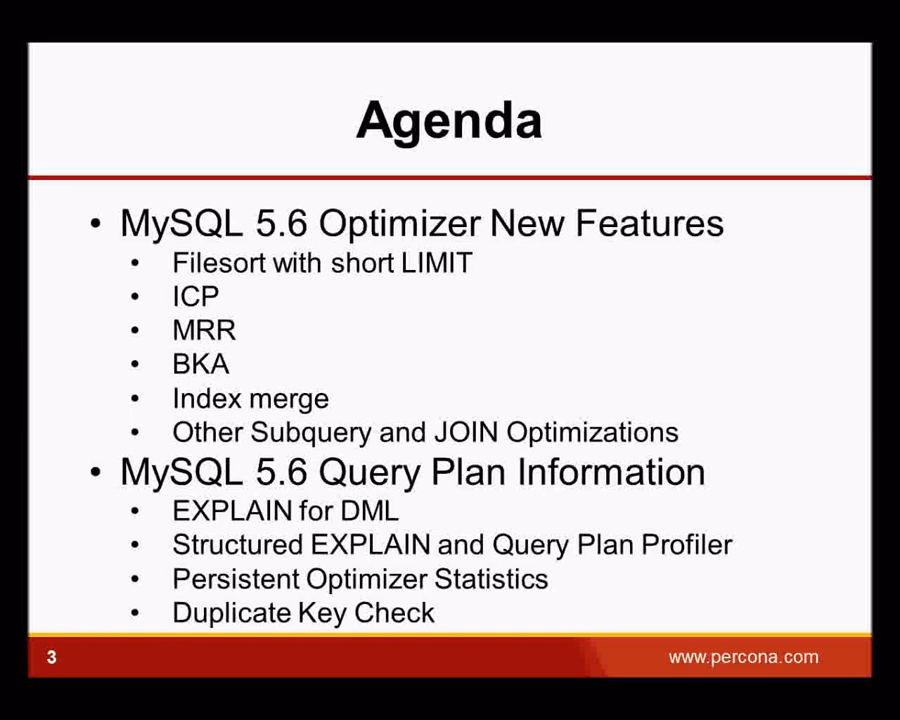 Agenda
• MySQL 5.6 Optimizer New Features
• Filesort with short LIMIT
• ICP
• MRR
• BKA
• Index merge
• Other Subquery and JOIN Optimizations
• MySQL 5.6 Query Plan Information
• EXPLAIN for DML
• Structured EXPLAIN and Query Plan Profiler
• Persistent Optimizer Statistics
• Duplicate Key Check
3
www.percona.com